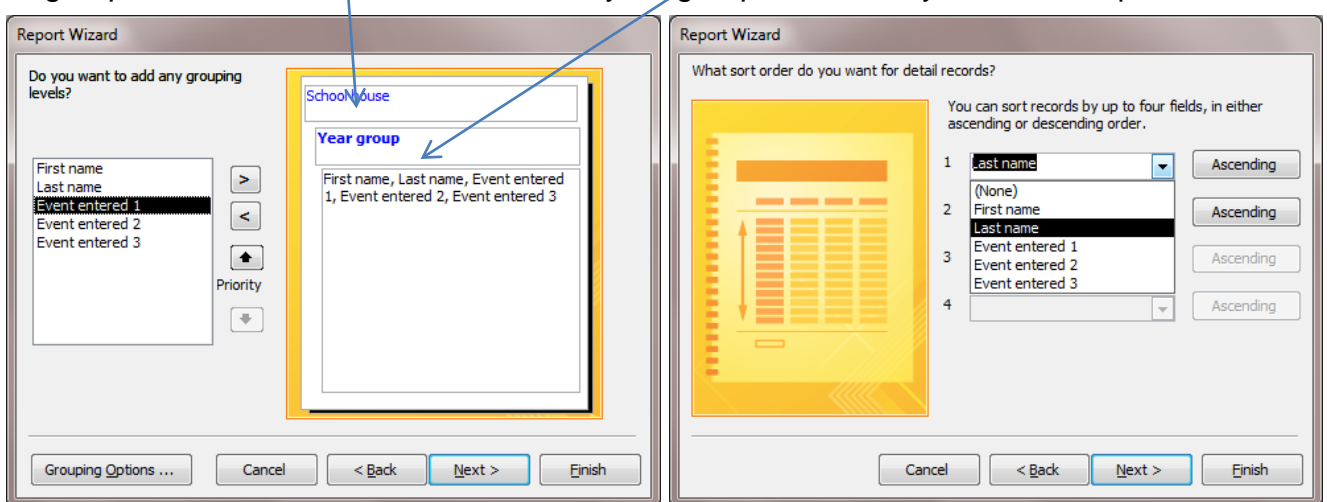 Report Wizard
Do you want to add any grouping
levels?
First name
Last name
Event entered 1
Event entered 2
Event entered 3
>
<
Priority
School house
Year group
First name, Last name, Event entered
1, Event entered 2, Event entered 3
Grouping Options ...
Cancel
< Back
Next >
Finish
Report Wizard
What sort order do you want for detail records?
You can sort records by up to four fields, in either
ascending or descending order.
1 Last name Ascending
(None)
2 First name Ascending
Last name
Event entered 1
3 Event entered 2 Ascending
Event entered 3
4 Ascending
Cancel
< Back
Next >
Finish